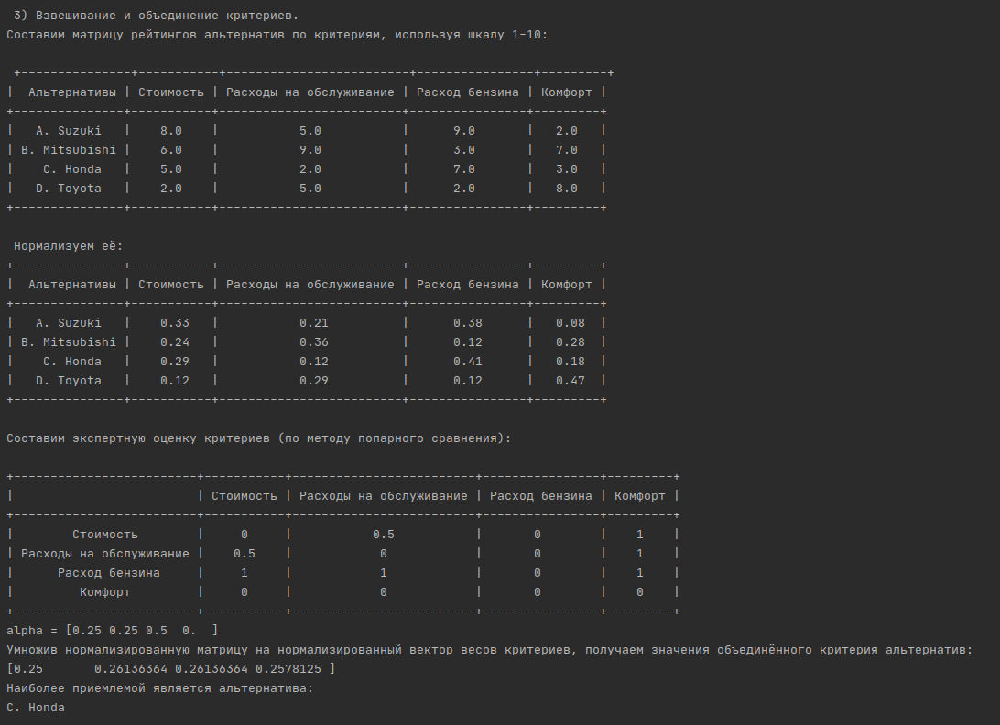 3) Взвешивание и объединение критериев.
Составим матрицу рейтингов альтернатив по критериям, используя шкалу 1-10:
+---------------+-----------+-------------------------+----------------+---------+
|  Альтернативы | Стоимость | Расходы на обслуживание | Расход бензина | Комфорт |
+---------------+-----------+-------------------------+----------------+---------+
|   A. Suzuki   |    8.0    |           5.0           |      9.0       |   2.0   |
| B. Mitsubishi |    6.0    |           9.0           |      3.0       |   7.0   |
|    C. Honda   |    5.0    |           2.0           |      7.0       |   3.0   |
|   D. Toyota   |    2.0    |           5.0           |      2.0       |   8.0   |
+---------------+-----------+-------------------------+----------------+---------+
Нормализуем её:
+---------------+-----------+-------------------------+----------------+---------+
|  Альтернативы | Стоимость | Расходы на обслуживание | Расход бензина | Комфорт |
+---------------+-----------+-------------------------+----------------+---------+
|   A. Suzuki   |    0.33   |           0.21          |      0.38      |   0.08  |
| B. Mitsubishi |    0.24   |           0.36          |      0.12      |   0.28  |
|    C. Honda   |    0.29   |           0.12          |      0.41      |   0.18  |
|   D. Toyota   |    0.12   |           0.29          |      0.12      |   0.47  |
+---------------+-----------+-------------------------+----------------+---------+
Составим экспертную оценку критериев (по методу попарного сравнения):
+-------------------------+-----------+-------------------------+----------------+---------+
|                         | Стоимость | Расходы на обслуживание | Расход бензина | Комфорт |
+-------------------------+-----------+-------------------------+----------------+---------+
|        Стоимость        |     0     |           0.5           |       0        |    1    |
| Расходы на обслуживание |    0.5    |            0            |       0        |    1    |
|      Расход бензина     |     1     |            1            |       0        |    1    |
|         Комфорт         |     0     |            0            |       0        |    0    |
+-------------------------+-----------+-------------------------+----------------+---------+
alpha = [0.25 0.25 0.5  0.  ]
Умножив нормализированную матрицу на нормализированный вектор весов критериев, получаем значения объединённого критерия альтернатив:
[0.25       0.26136364 0.26136364 0.2578125 ]
Наиболее приемлемой является альтернатива:
C. Honda